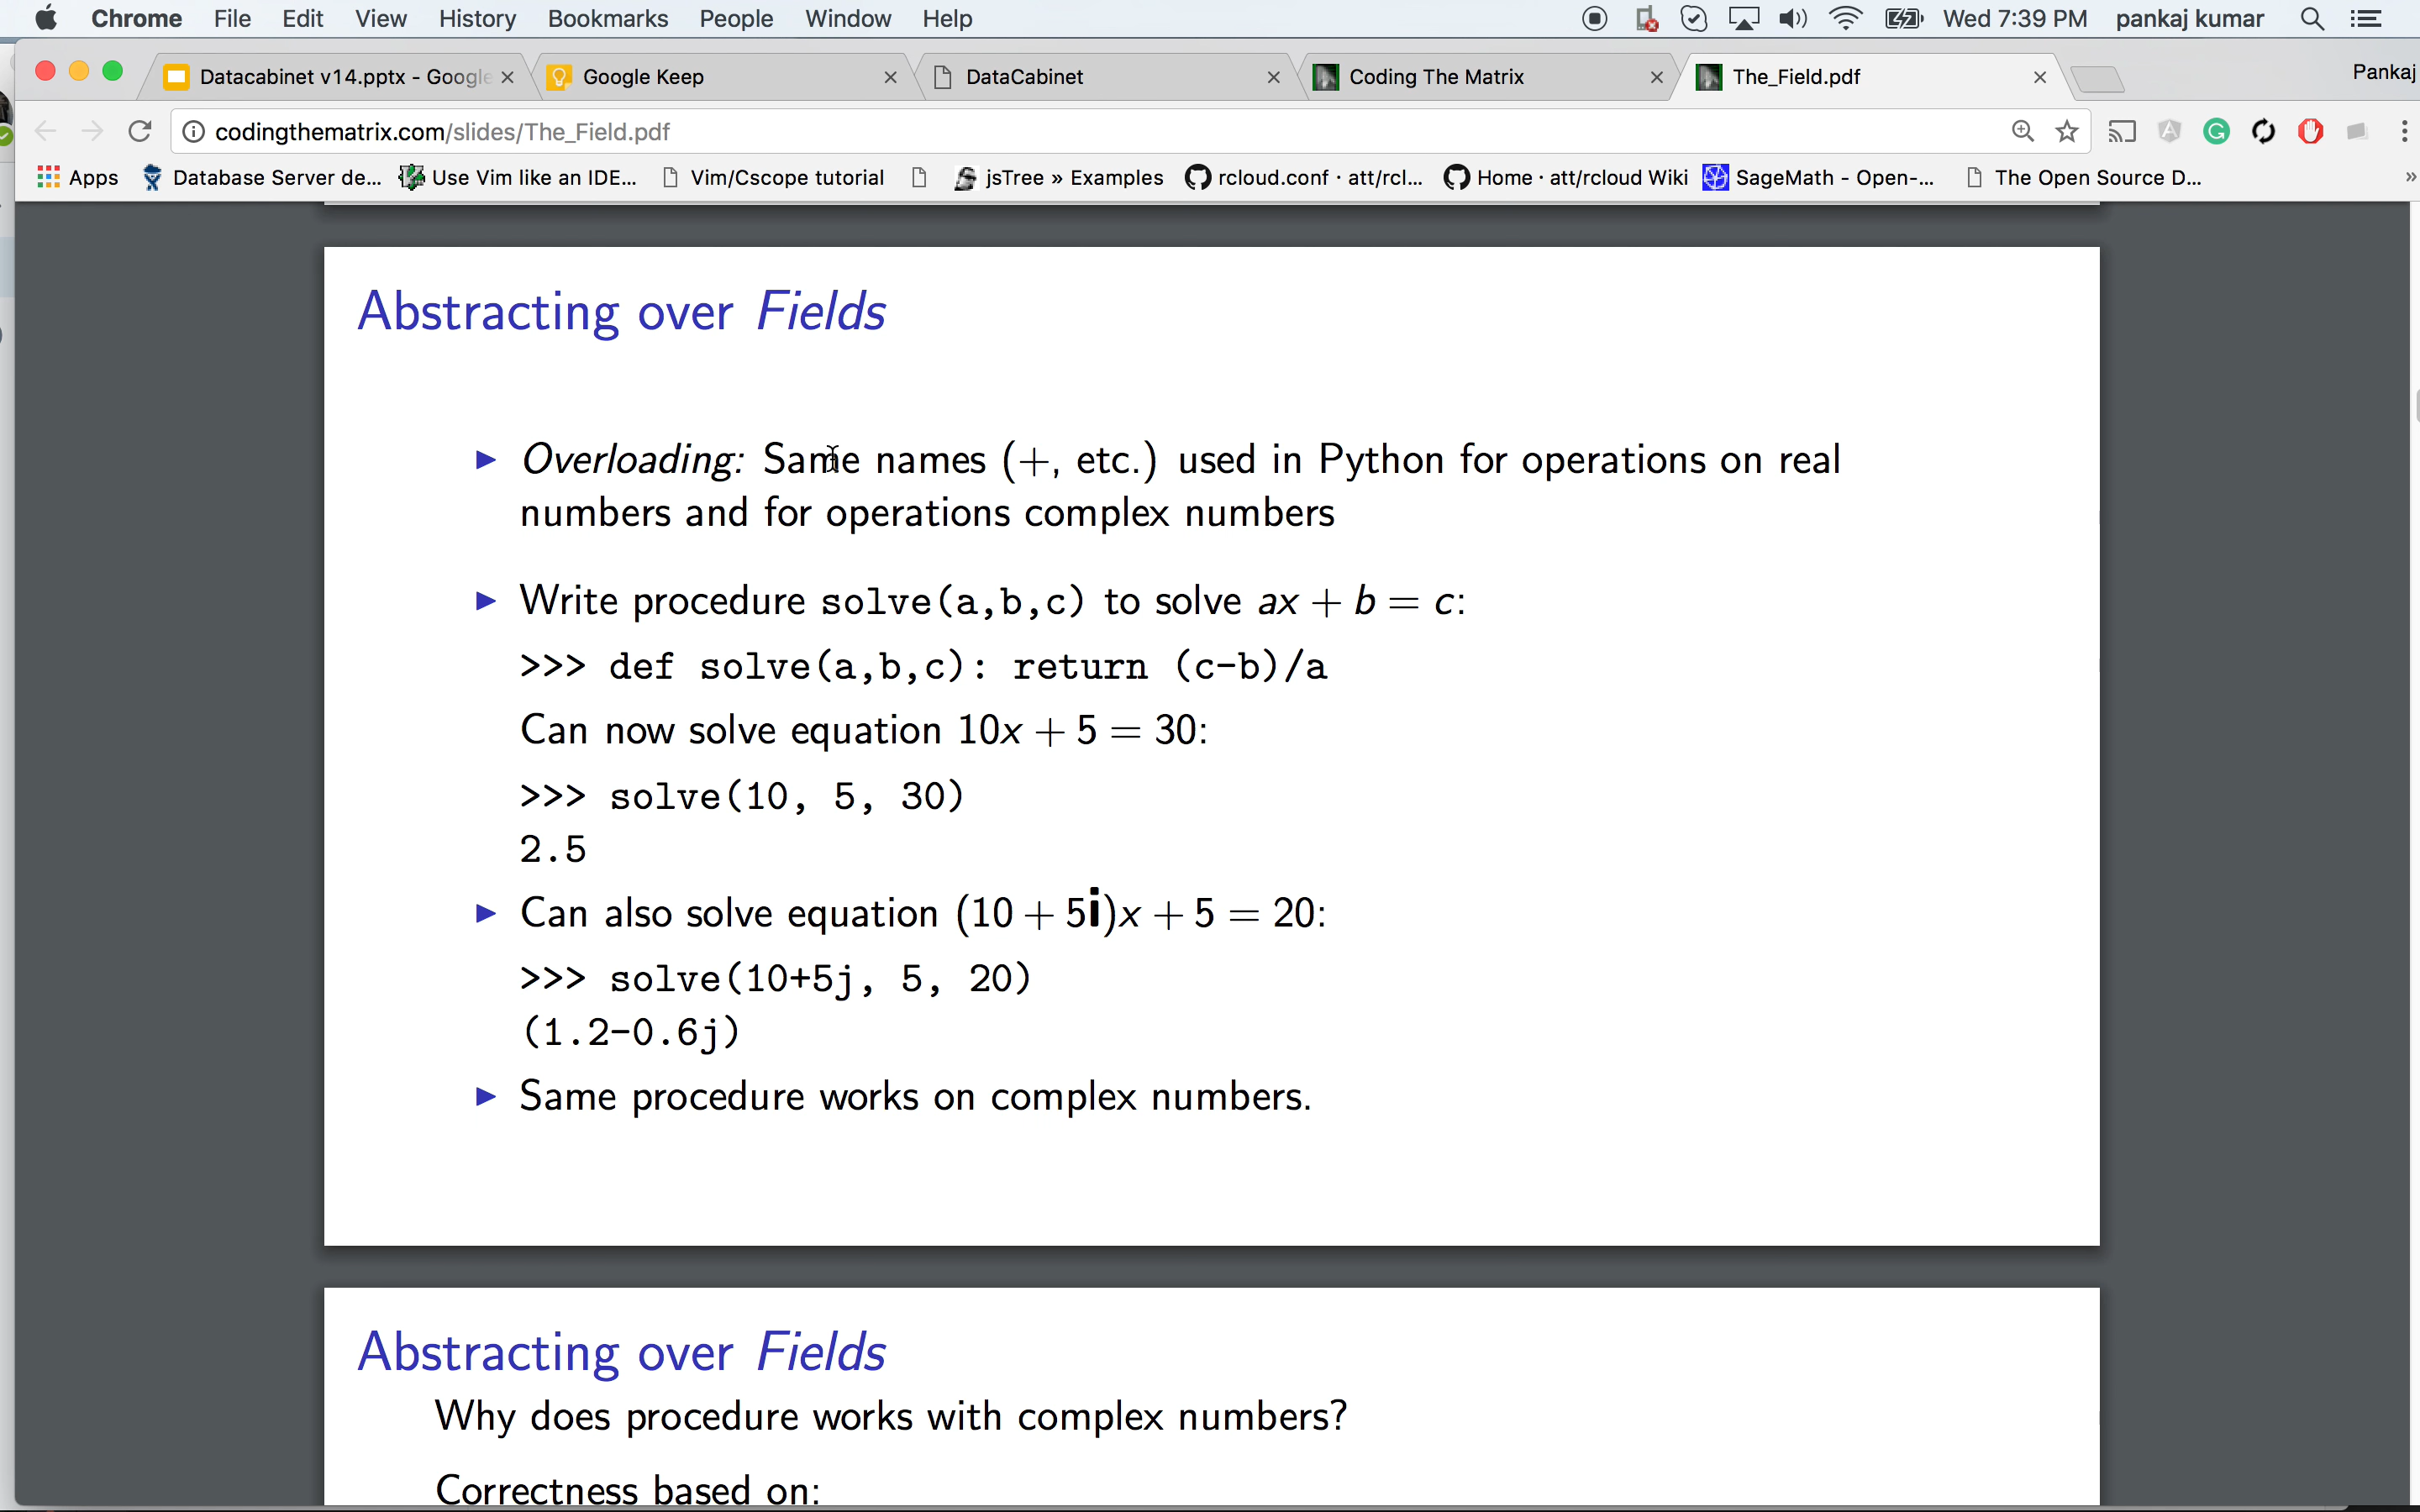 Chrome File Edit View History Bookmarks People Window Help Wed 7:39 PM pankaj kumar
Datacabinet v14.pptx - Google Google Keep DataCabinet Coding The Matrix The_Field.pdf Pankaj
codingthematrix.com/slides/The_Field.pdf
Apps Database Server de... Use Vim like an IDE... Vim/Cscope tutorial jsTree » Examples rcloud.conf · att/rcl... Home · att/rcloud Wiki SageMath - Open-... The Open Source D... »
Abstracting over Fields
▶ Overloading: Same names (+, etc.) used in Python for operations on real
numbers and for operations complex numbers
▶ Write procedure solve(a,b,c) to solve ax + b = c:
>>> def solve(a,b,c): return (c-b)/a
Can now solve equation 10x + 5 = 30:
>>> solve(10, 5, 30)
2.5
▶ Can also solve equation (10 + 5i)x + 5 = 20:
>>> solve(10+5j, 5, 20)
(1.2-0.6j)
▶ Same procedure works on complex numbers.
Abstracting over Fields
Why does procedure works with complex numbers?
Correctness based on: